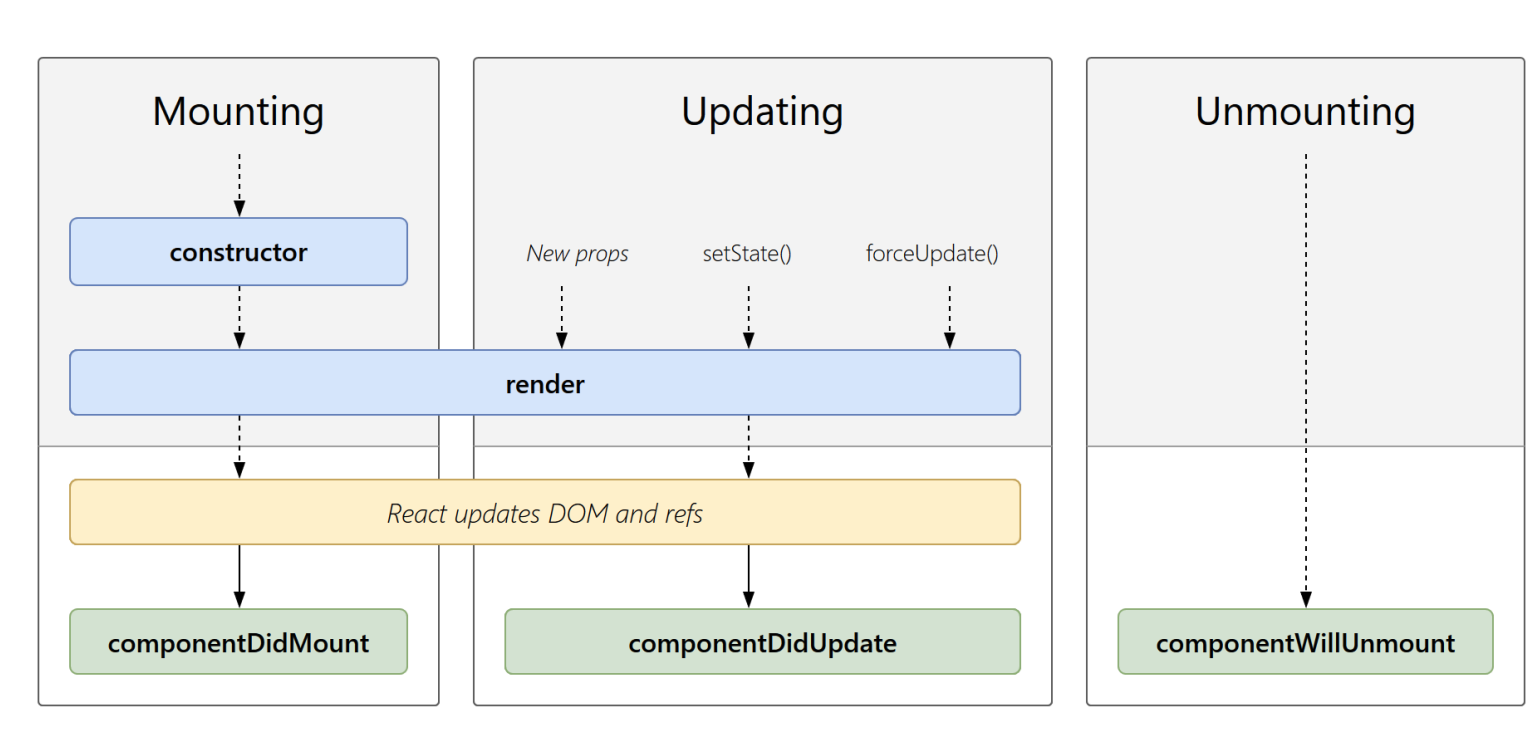 Mounting
Updating
Unmounting
constructor
New props
setState()
forceUpdate()
render
React updates DOM and refs
componentDidMount
componentDidUpdate
componentWillUnmount